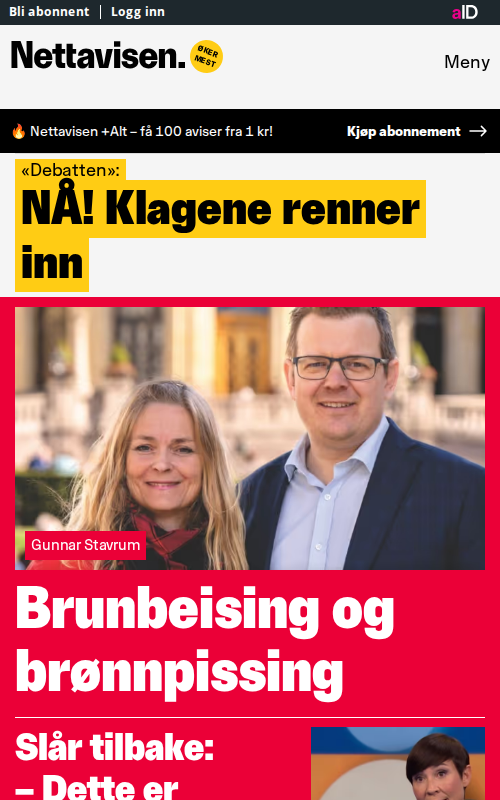 Bli abonnent
Logg inn
aID
Nettavisen.
ØKER
MEST
Meny
🔥 Nettavisen +Alt – få 100 aviser fra 1 kr!
Kjøp abonnement →
«Debatten»:
NÅ! Klagene renner
inn
Gunnar Stavrum
Brunbeising og
brønnpissing
Slår tilbake:
– Dette er